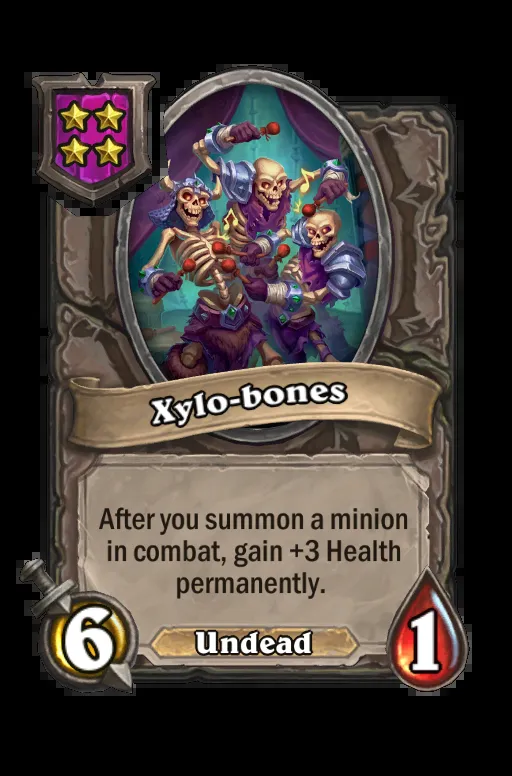 Xylo-bones
After you summon a minion
in combat, gain +3 Health
permanently.
6
Undead
1